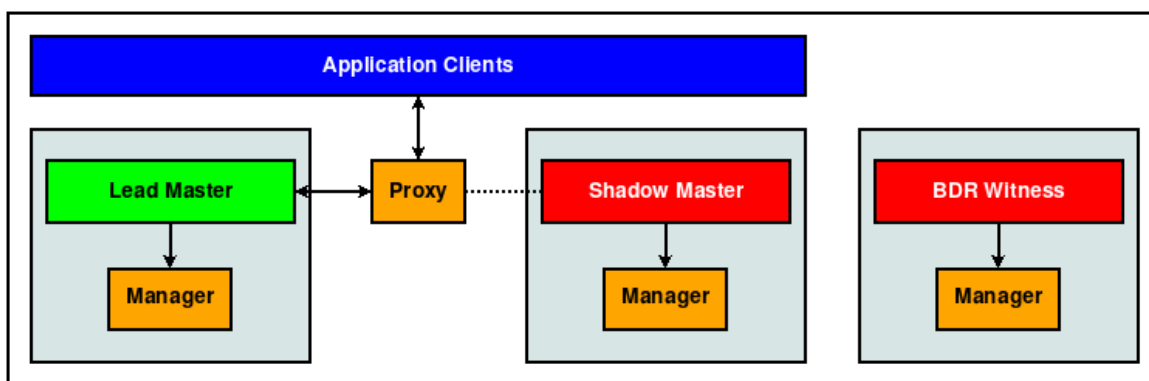 Application Clients
Lead Master
Proxy
Shadow Master
BDR Witness
Manager
Manager
Manager